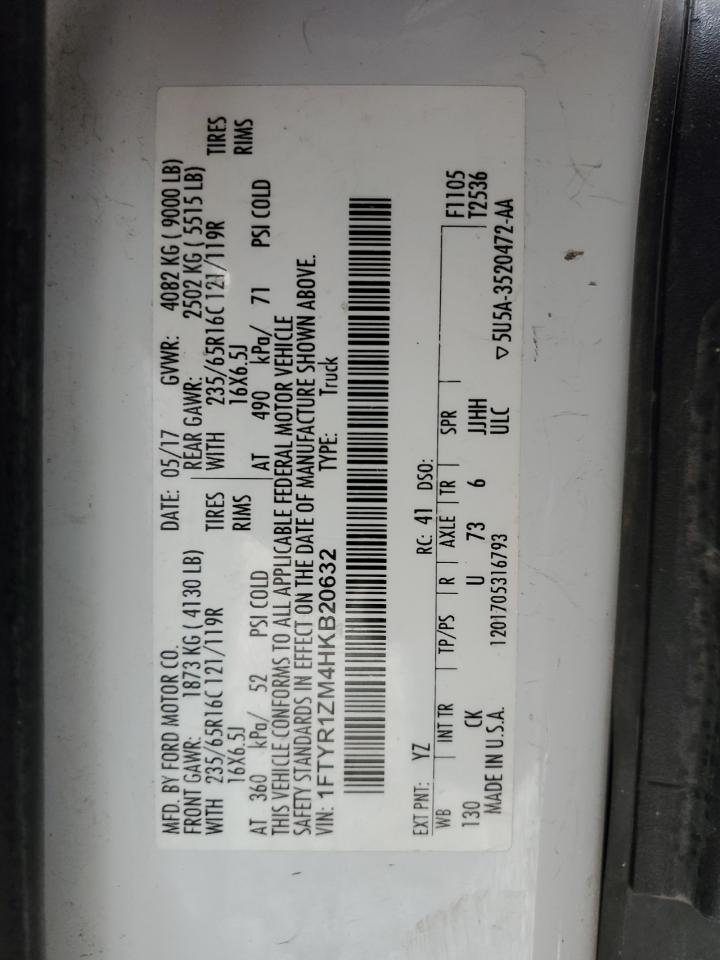 MFD. BY FORD MOTOR CO. DATE: 05/17 GVWR: 4082 KG ( 9000 LB)
FRONT GAWR: 1873 KG ( 4130 LB) REAR GAWR: 2502 KG ( 5515 LB)
WITH 235/65R16C 121/119R TIRES WITH 235/65R16C 121/119R TIRES
16X6.5J RIMS 16X6.5J RIMS
AT 360 kPa/ 52 PSI COLD AT 490 kPa/ 71 PSI COLD
THIS VEHICLE CONFORMS TO ALL APPLICABLE FEDERAL MOTOR VEHICLE
SAFETY STANDARDS IN EFFECT ON THE DATE OF MANUFACTURE SHOWN ABOVE.
VIN: 1FTYR1ZM4HKB20632 TYPE: Truck
EXT PNT: YZ RC: 41 DSO:
WB INT TR TP/PS R AXLE TR SPR F1105
130 CK U 73 6 JJHH T2536
MADE IN U.S.A. 1201705316793 ULC ▽5U5A-3520472-AA